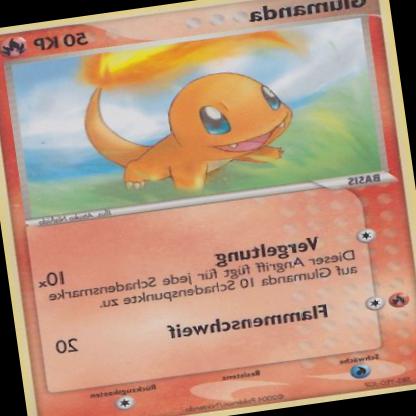 Glumanda 50 KP
BASIS
Vergeltung 10x
Dieser Angriff fügt für jede Schadensmarke
auf Glumanda 10 Schadenspunkte zu.
Flammenschweif 20
Schwäche Resistenz Rückzugskosten